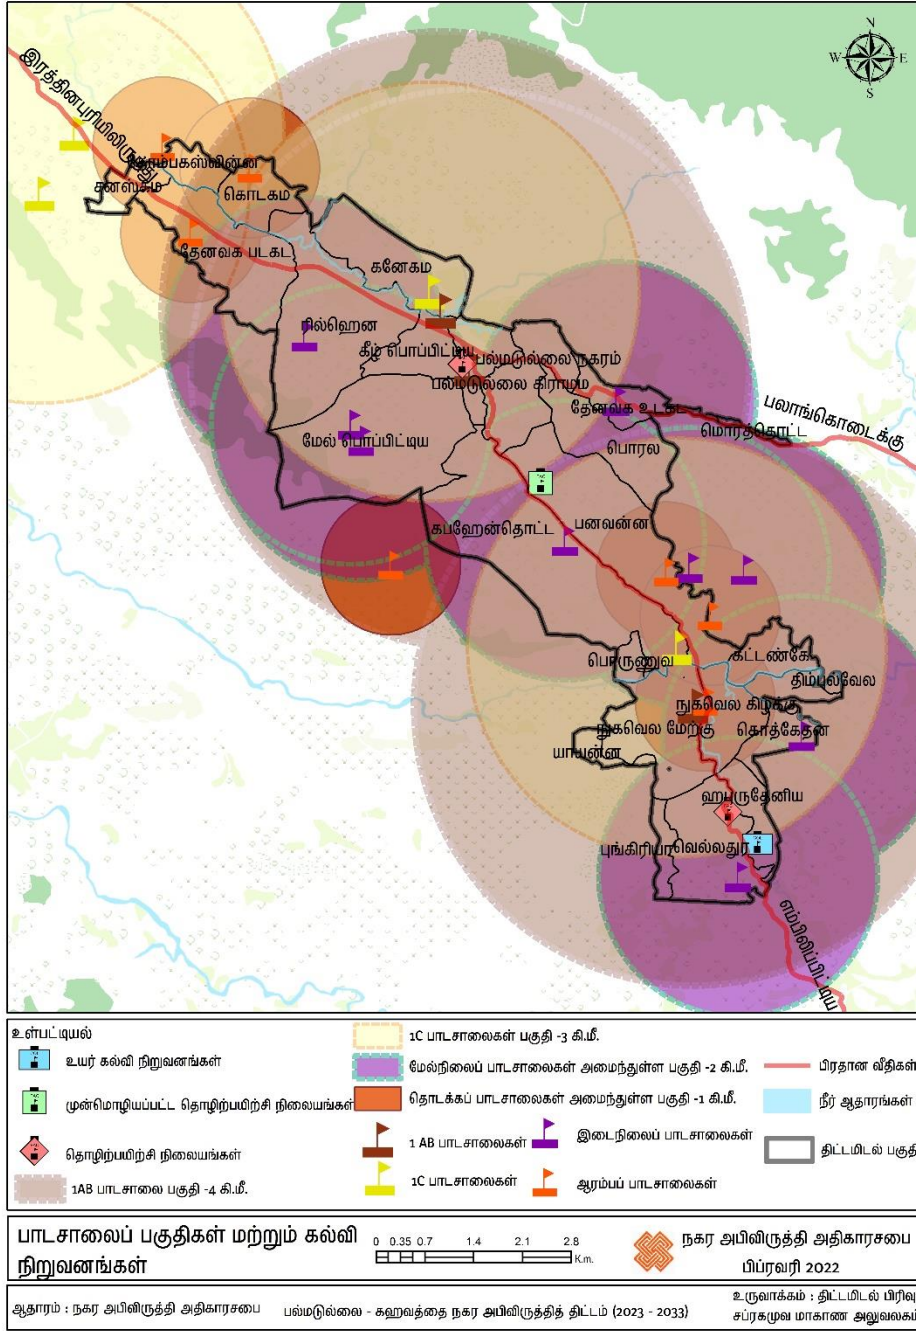 N
W
E
S
இரத்தினபுரியிலிருந்து
கொடகம
தேனவக படகட
கனேகம
ரில்ஹென
கீழ் பொப்பிட்டிய
பல்மடுல்லை நகரம்
பல்மடுல்லை கிராமம்
தேனவக உடகட
பலாங்கொடைக்கு
மொரத்தொட்ட
மேல் பொப்பிட்டிய
பொரல
கபஹேன்தொட்ட
பனவன்ன
பொருணுவ
கட்டண்கே
திம்புல்வேல
நுகவெல கிழக்கு
நுகவெல மேற்கு
கொத்கேதன
யாயன்ன
ஹபுருதேனிய
புங்கிரியா
வெல்லதுர
எம்பிலிப்பிட்டிய
உள்பட்டியல்
உயர் கல்வி நிறுவனங்கள்
முன்மொழியப்பட்ட தொழிற்பயிற்சி நிலையங்கள்
தொழிற்பயிற்சி நிலையங்கள்
1AB பாடசாலை பகுதி -4 கி.மீ.
1C பாடசாலைகள் பகுதி -3 கி.மீ.
மேல்நிலைப் பாடசாலைகள் அமைந்துள்ள பகுதி -2 கி.மீ.
தொடக்கப் பாடசாலைகள் அமைந்துள்ள பகுதி -1 கி.மீ.
1 AB பாடசாலைகள்
1C பாடசாலைகள்
இடைநிலைப் பாடசாலைகள்
ஆரம்பப் பாடசாலைகள்
பிரதான வீதிகள்
நீர் ஆதாரங்கள்
திட்டமிடல் பகுதி
பாடசாலைப் பகுதிகள் மற்றும் கல்வி
நிறுவனங்கள்
0 0.35 0.7 1.4 2.1 2.8
K.m.
நகர அபிவிருத்தி அதிகாரசபை
பிப்ரவரி 2022
ஆதாரம் : நகர அபிவிருத்தி அதிகாரசபை
பல்மடுல்லை - கஹவத்தை நகர அபிவிருத்தித் திட்டம் (2023 - 2033)
உருவாக்கம் : திட்டமிடல் பிரிவு
சப்ரகமுவ மாகாண அலுவலகம்